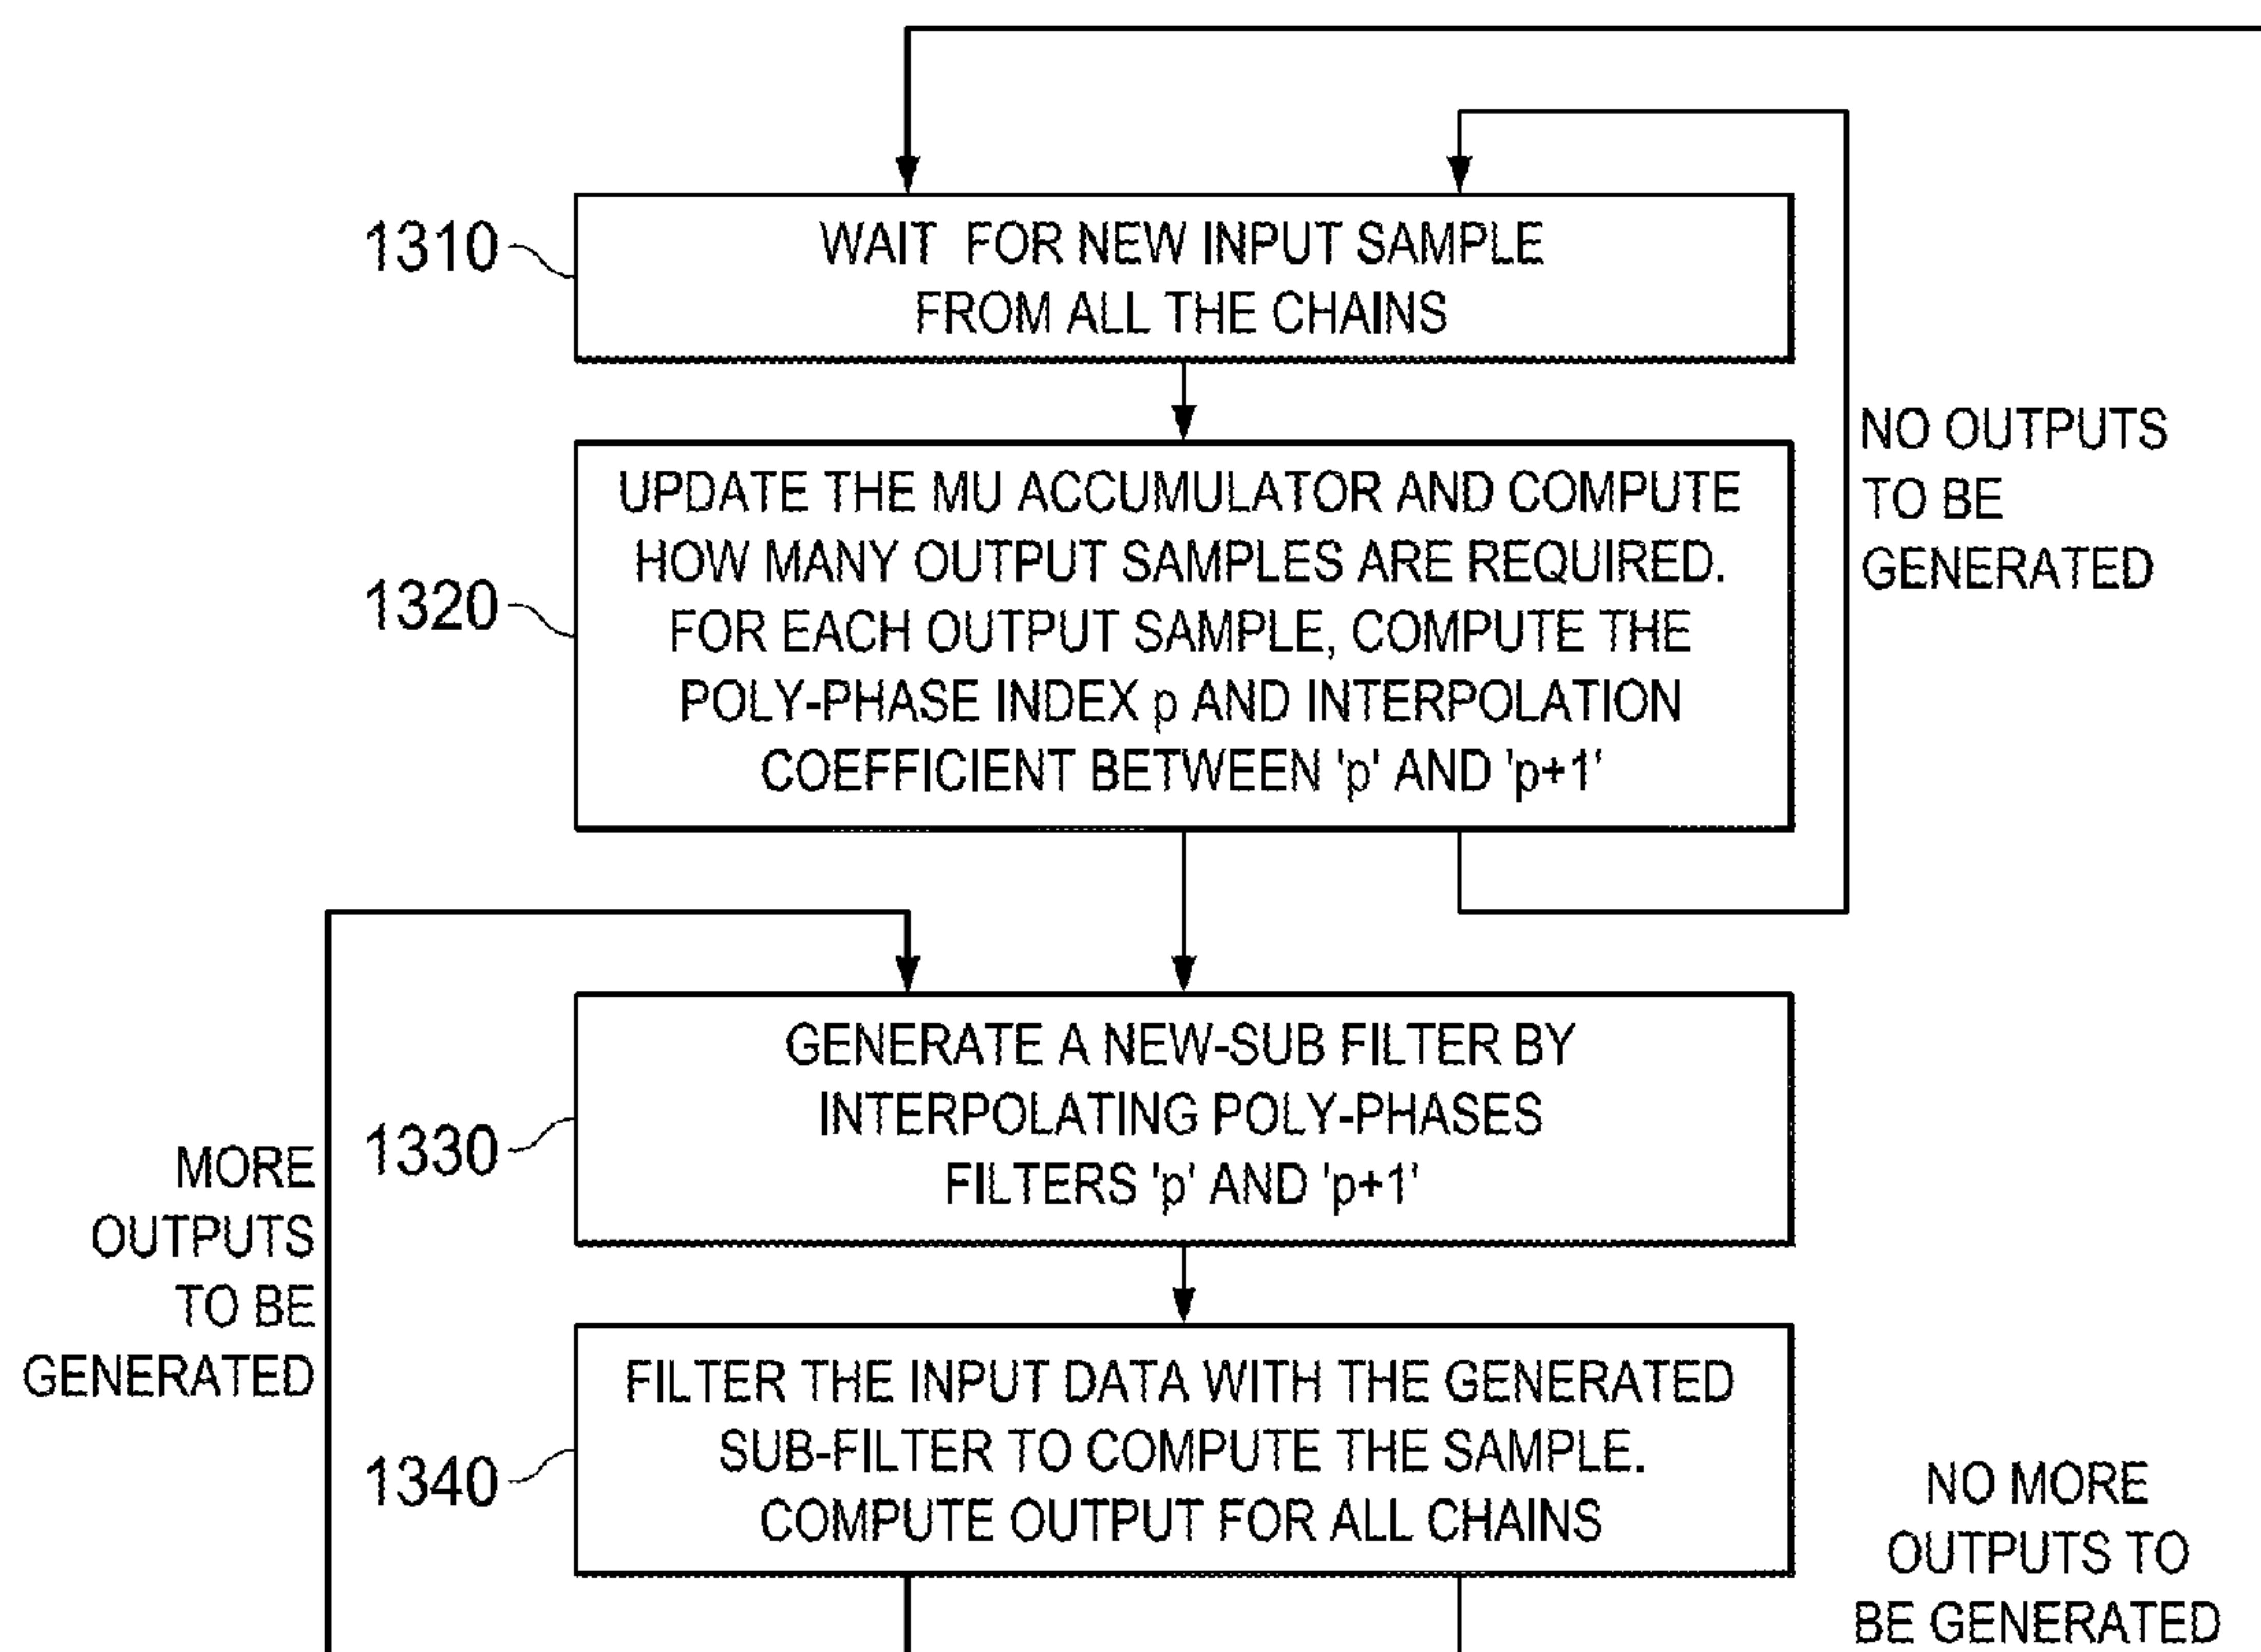 1310
WAIT FOR NEW INPUT SAMPLE
FROM ALL THE CHAINS
NO OUTPUTS
TO BE
GENERATED
1320
UPDATE THE MU ACCUMULATOR AND COMPUTE
HOW MANY OUTPUT SAMPLES ARE REQUIRED.
FOR EACH OUTPUT SAMPLE, COMPUTE THE
POLY-PHASE INDEX p AND INTERPOLATION
COEFFICIENT BETWEEN 'p' AND 'p+1'
1330
GENERATE A NEW-SUB FILTER BY
INTERPOLATING POLY-PHASES
FILTERS 'p' AND 'p+1'
MORE
OUTPUTS
TO BE
GENERATED
1340
FILTER THE INPUT DATA WITH THE GENERATED
SUB-FILTER TO COMPUTE THE SAMPLE.
COMPUTE OUTPUT FOR ALL CHAINS
NO MORE
OUTPUTS TO
BE GENERATED